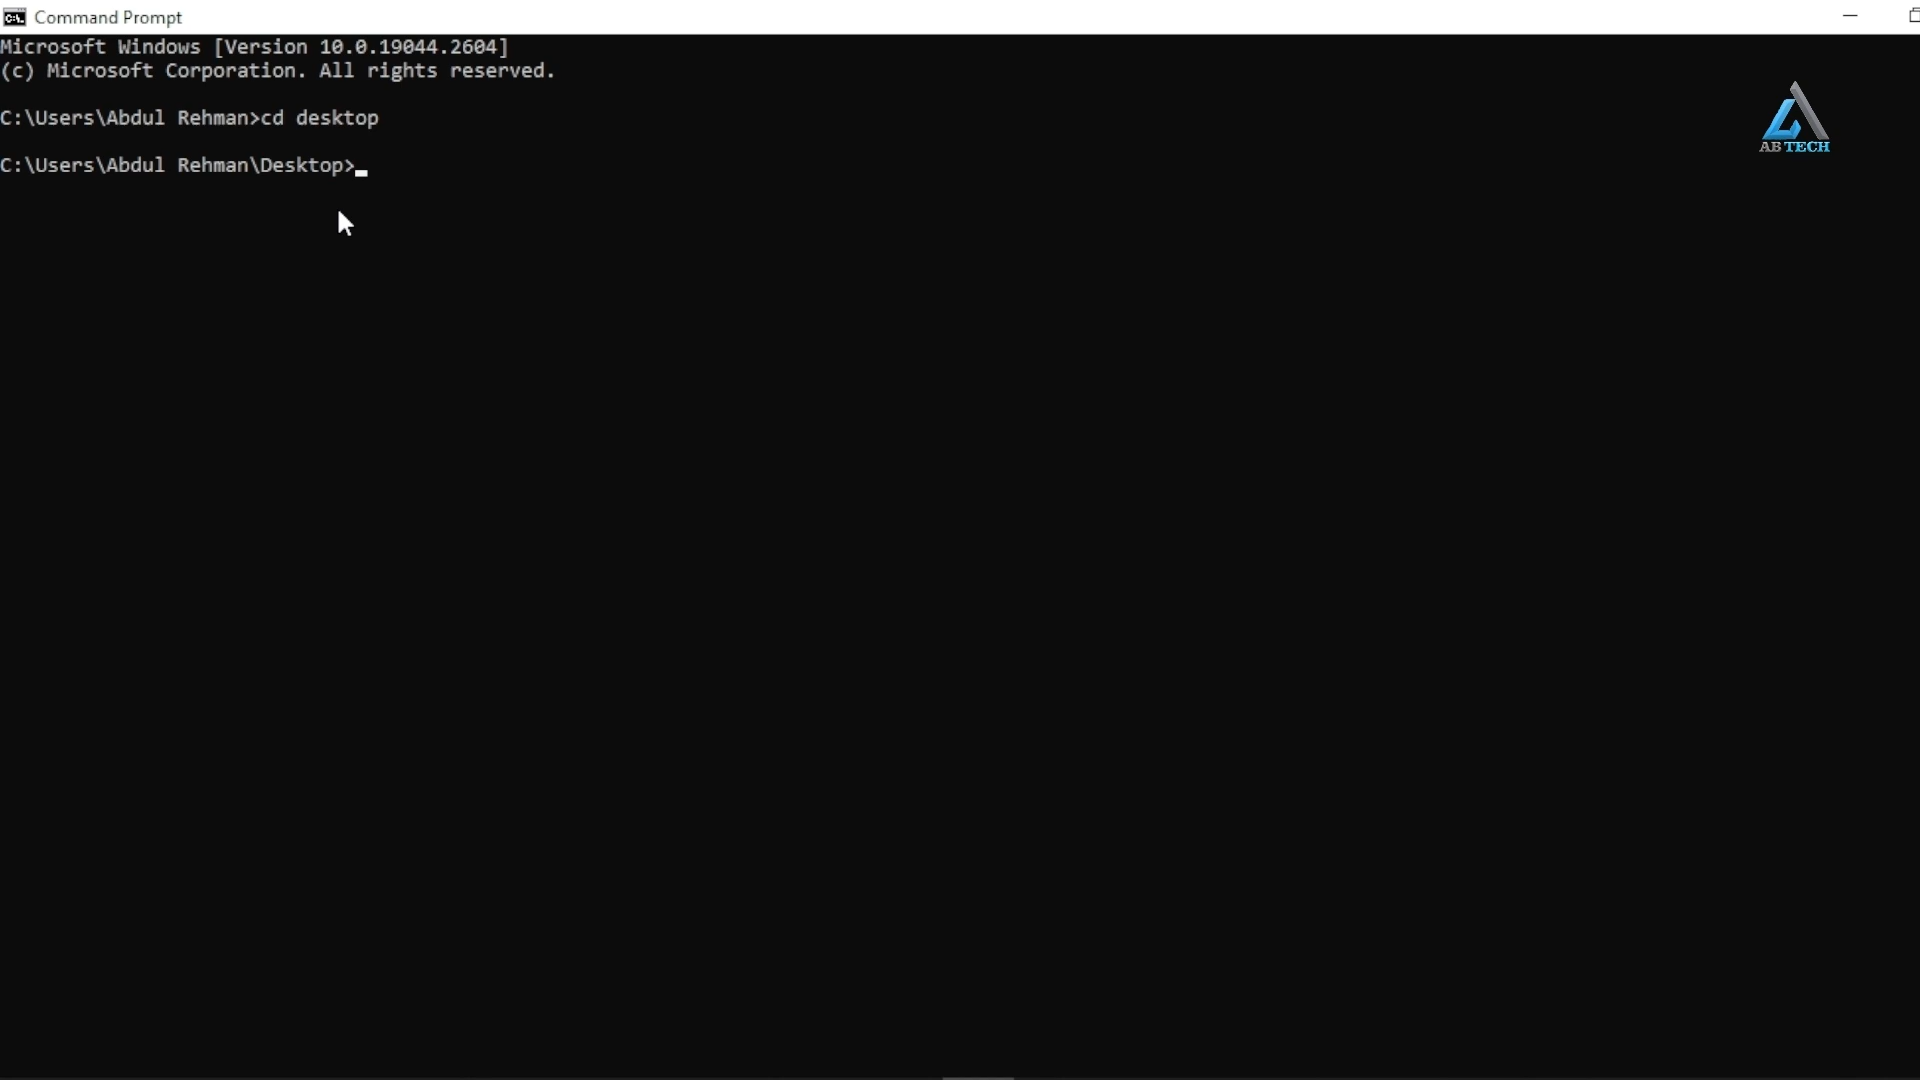 Command Prompt
Microsoft Windows [Version 10.0.19044.2604]
(c) Microsoft Corporation. All rights reserved.
C:\Users\Abdul Rehman>cd desktop
C:\Users\Abdul Rehman\Desktop>
AB TECH